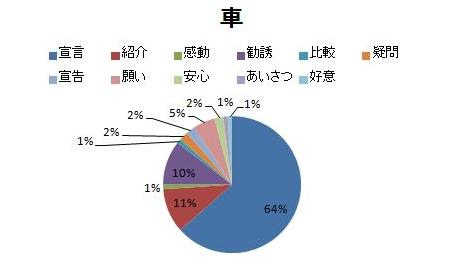 車
宣言 紹介 感動 勧誘 比較 疑問
宣告 願い 安心 あいさつ 好意
2% 1% 1%
5%
2%
2%
1%
10%
1%
11%
64%